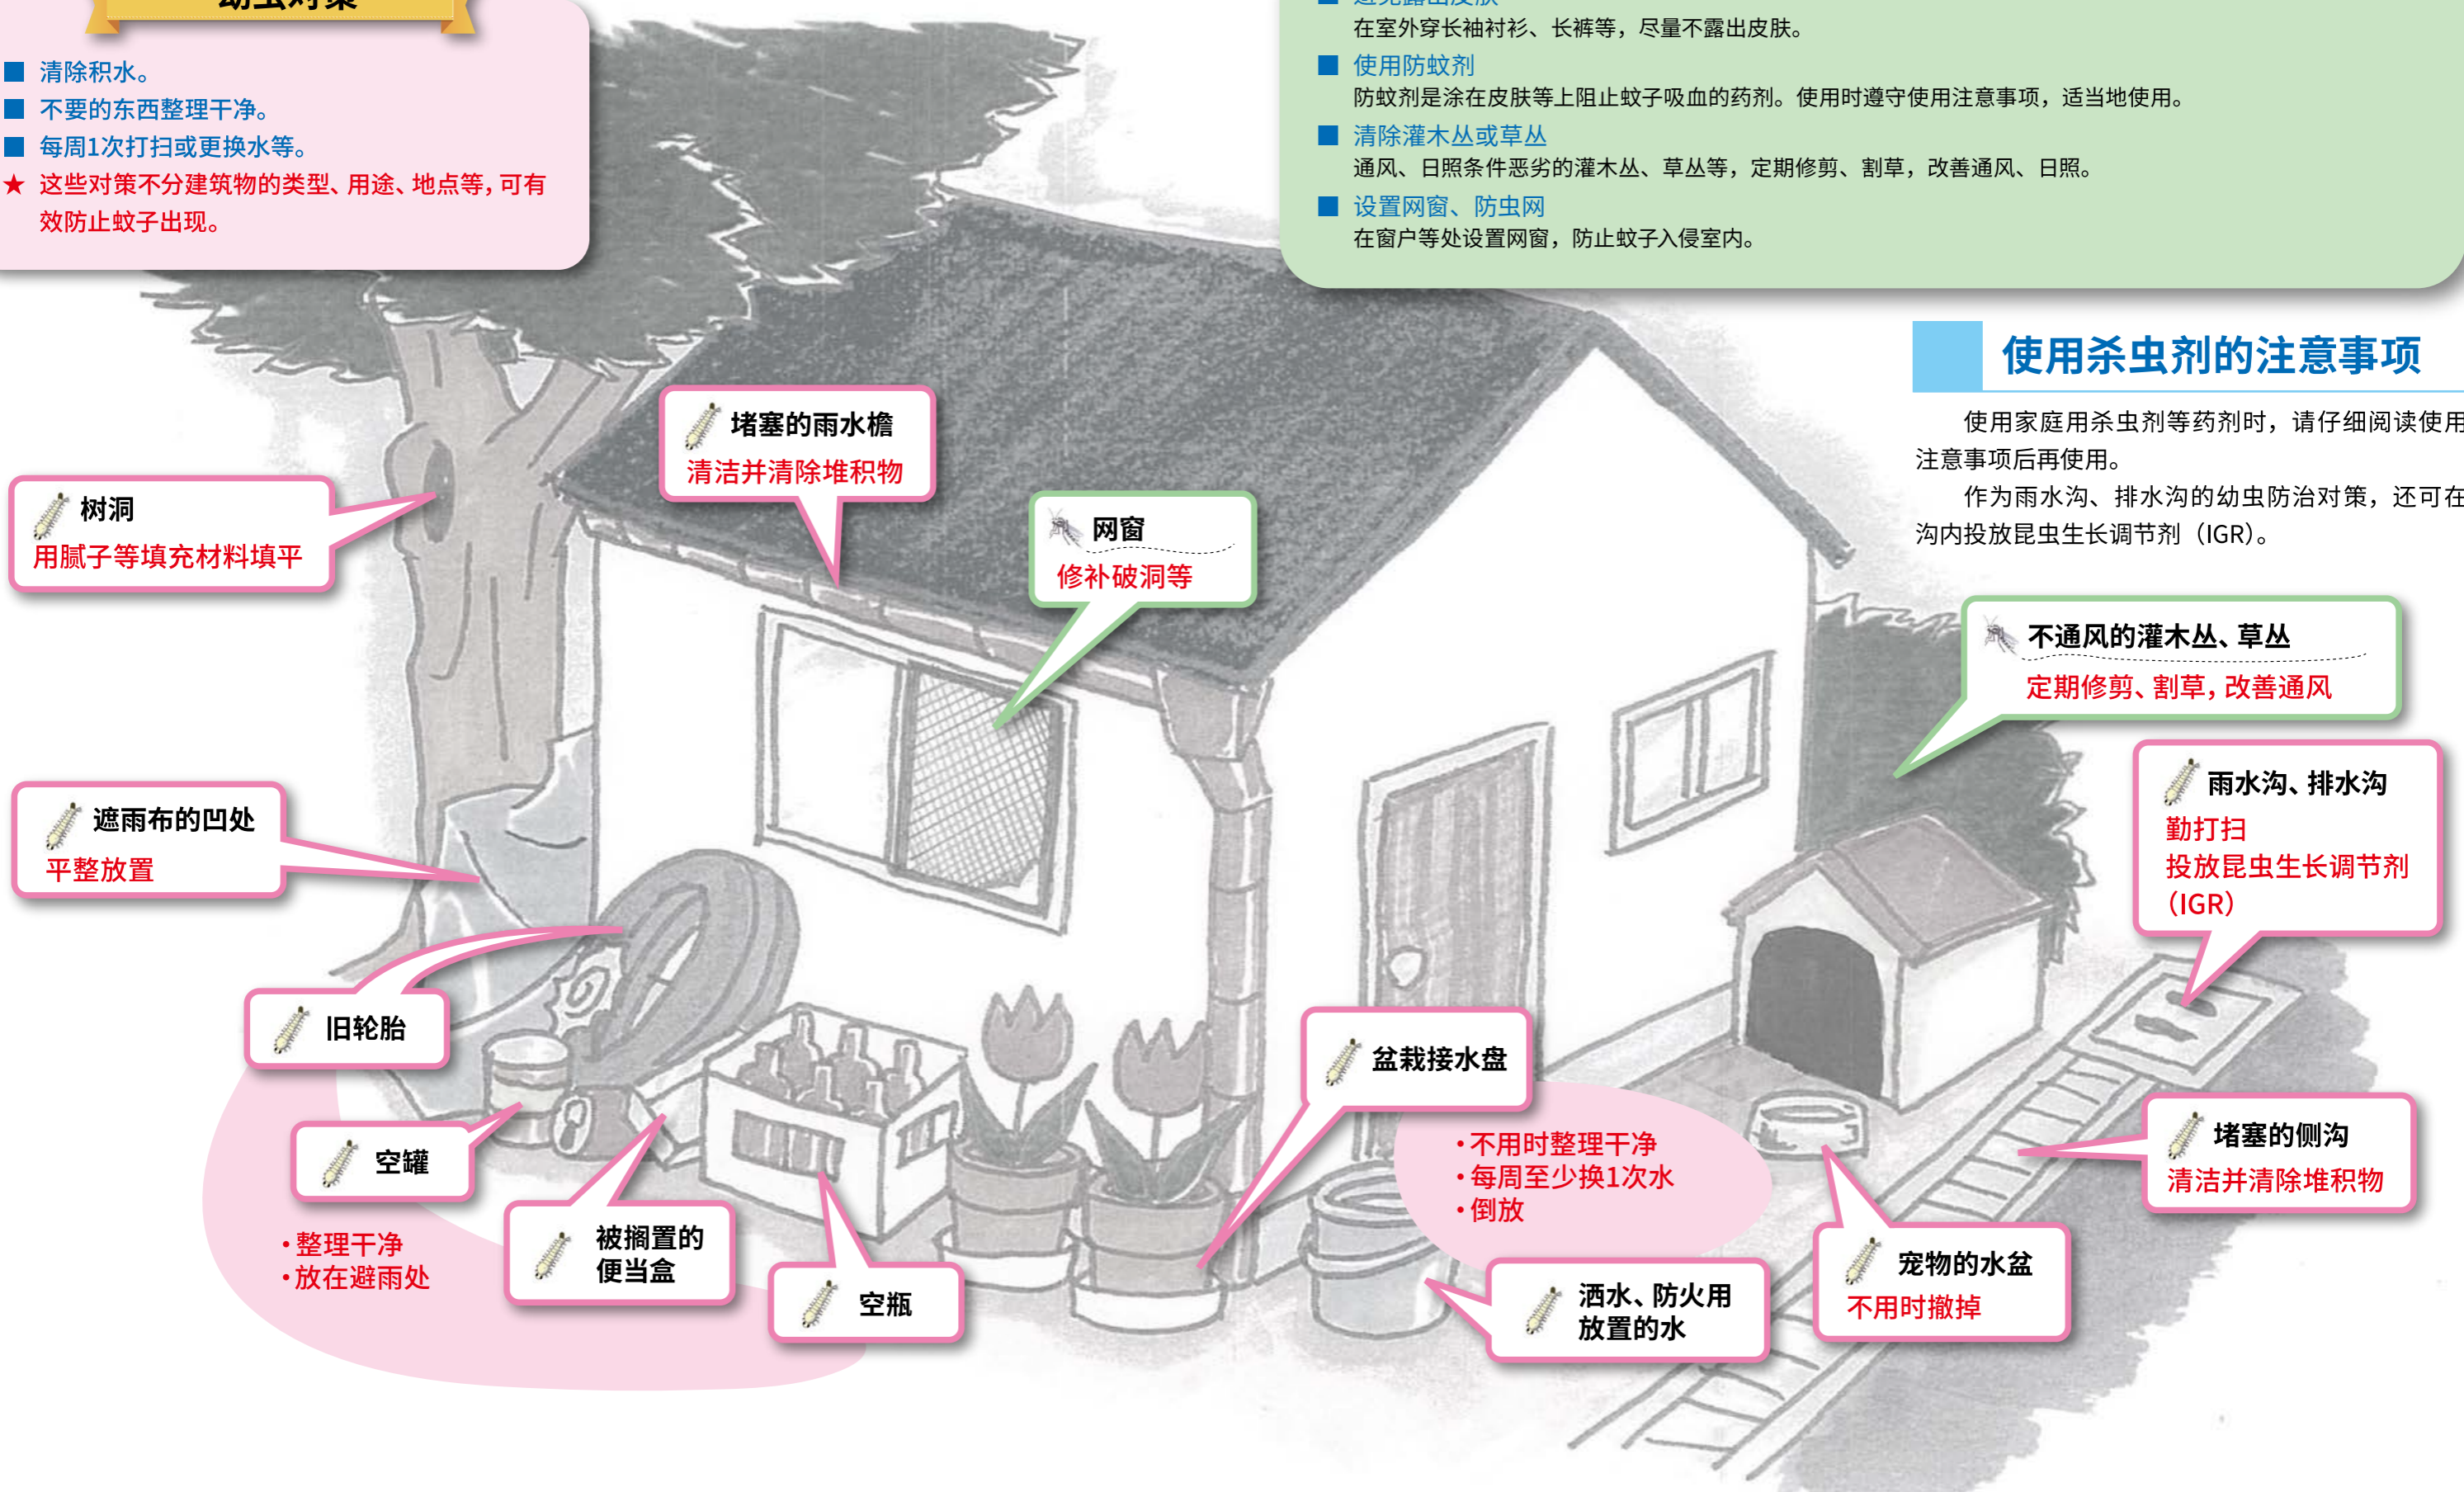 幼虫对策
■ 清除积水。
■ 不要的东西整理干净。
■ 每周1次打扫或更换水等。
★ 这些对策不分建筑物的类型、用途、地点等，可有
效防止蚊子出现。
■ 避免露出皮肤
在室外穿长袖衬衫、长裤等，尽量不露出皮肤。
■ 使用防蚊剂
防蚊剂是涂在皮肤等上阻止蚊子吸血的药剂。使用时遵守使用注意事项，适当地使用。
■ 清除灌木丛或草丛
通风、日照条件恶劣的灌木丛、草丛等，定期修剪、割草，改善通风、日照。
■ 设置网窗、防虫网
在窗户等处设置网窗，防止蚊子入侵室内。
使用杀虫剂的注意事项
使用家庭用杀虫剂等药剂时，请仔细阅读使用
注意事项后再使用。
作为雨水沟、排水沟的幼虫防治对策，还可在
沟内投放昆虫生长调节剂（IGR）。
堵塞的雨水檐
清洁并清除堆积物
树洞
用腻子等填充材料填平
网窗
修补破洞等
不通风的灌木丛、草丛
定期修剪、割草，改善通风
遮雨布的凹处
平整放置
雨水沟、排水沟
勤打扫
投放昆虫生长调节剂
（IGR）
旧轮胎
盆栽接水盘
空罐
・不用时整理干净
・每周至少换1次水
・倒放
堵塞的侧沟
清洁并清除堆积物
・整理干净
・放在避雨处
被搁置的
便当盒
空瓶
洒水、防火用
放置的水
宠物的水盆
不用时撤掉